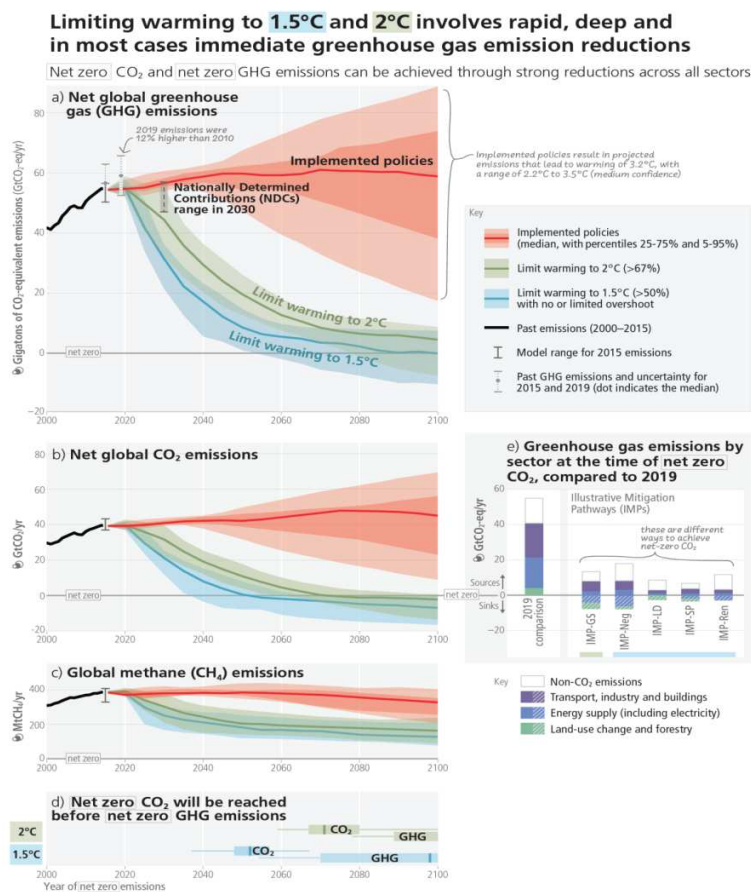 Limiting warming to 1.5°C and 2°C involves rapid, deep and
in most cases immediate greenhouse gas emission reductions
Net zero CO₂ and net zero GHG emissions can be achieved through strong reductions across all sectors
a) Net global greenhouse
gas (GHG) emissions
80
60
40
20
0
−20
Gigatons of CO₂-equivalent emissions (GtCO₂-eq/yr)
2019 emissions were
12% higher than 2010
Implemented policies
Nationally Determined
Contributions (NDCs)
range in 2030
Limit warming to 2°C
Limit warming to 1.5°C
net zero
2000 2020 2040 2060 2080 2100
Implemented policies result in projected
emissions that lead to warming of 3.2°C, with
a range of 2.2°C to 3.5°C (medium confidence)
Key
Implemented policies
(median, with percentiles 25-75% and 5-95%)
Limit warming to 2°C (>67%)
Limit warming to 1.5°C (>50%)
with no or limited overshoot
Past emissions (2000–2015)
Model range for 2015 emissions
Past GHG emissions and uncertainty for
2015 and 2019 (dot indicates the median)
b) Net global CO₂ emissions
80
60
40
20
0
−20
GtCO₂/yr
net zero
2000 2020 2040 2060 2080 2100
c) Global methane (CH₄) emissions
400
200
0
MtCH₄/yr
net zero
2000 2020 2040 2060 2080 2100
d) Net zero CO₂ will be reached
before net zero GHG emissions
2°C
CO₂
GHG
1.5°C
CO₂
GHG
2000 2020 2040 2060 2080 2100
Year of net zero emissions
e) Greenhouse gas emissions by
sector at the time of net zero
CO₂, compared to 2019
60
40
20
0
−20
GtCO₂-eq/yr
Illustrative Mitigation
Pathways (IMPs)
these are different
ways to achieve
net-zero CO₂
Sources
net zero
Sinks
2019
comparison
IMP-GS
IMP-Neg
IMP-LD
IMP-SP
IMP-Ren
Key
Non-CO₂ emissions
Transport, industry and buildings
Energy supply (including electricity)
Land-use change and forestry